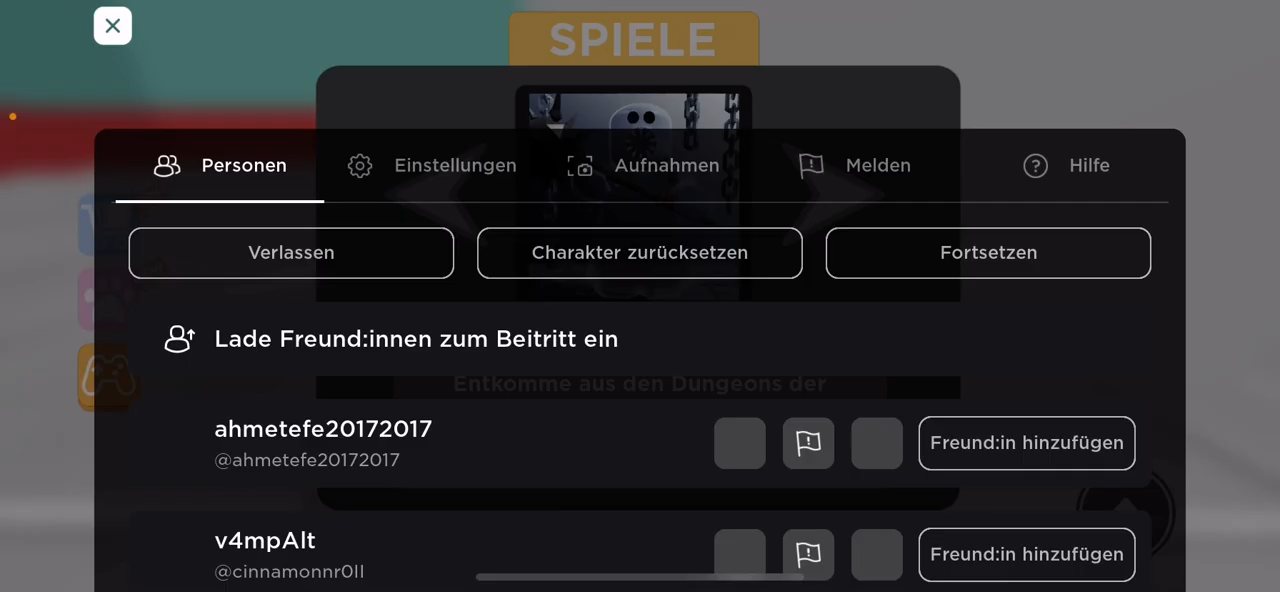 SPIELE
Personen
Einstellungen
Aufnahmen
Melden
Hilfe
Verlassen
Charakter zurücksetzen
Fortsetzen
Lade Freund:innen zum Beitritt ein
Entkomme aus den Dungeons der
ahmetefe20172017
@ahmetefe20172017
Freund:in hinzufügen
v4mpAlt
@cinnamonnr0ll
Freund:in hinzufügen